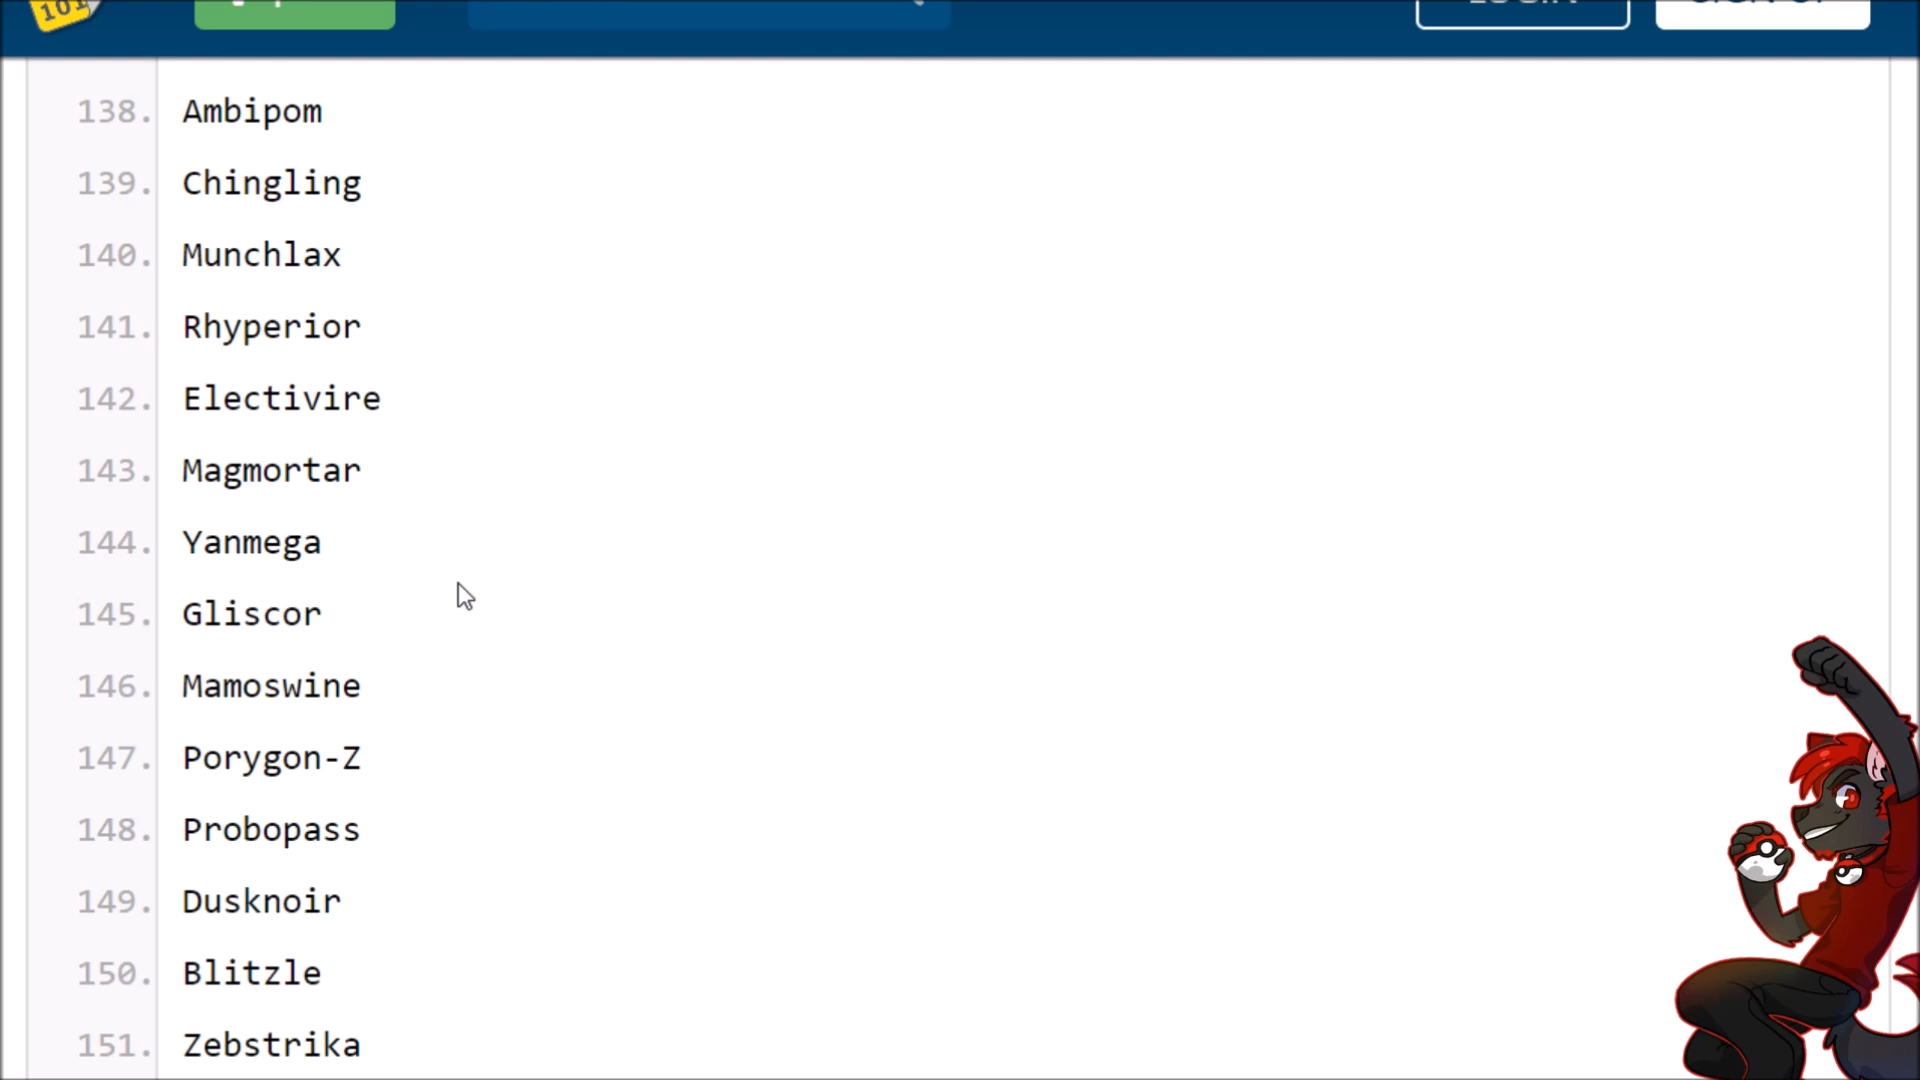 101
138. Ambipom
139. Chingling
140. Munchlax
141. Rhyperior
142. Electivire
143. Magmortar
144. Yanmega
145. Gliscor
146. Mamoswine
147. Porygon-Z
148. Probopass
149. Dusknoir
150. Blitzle
151. Zebstrika